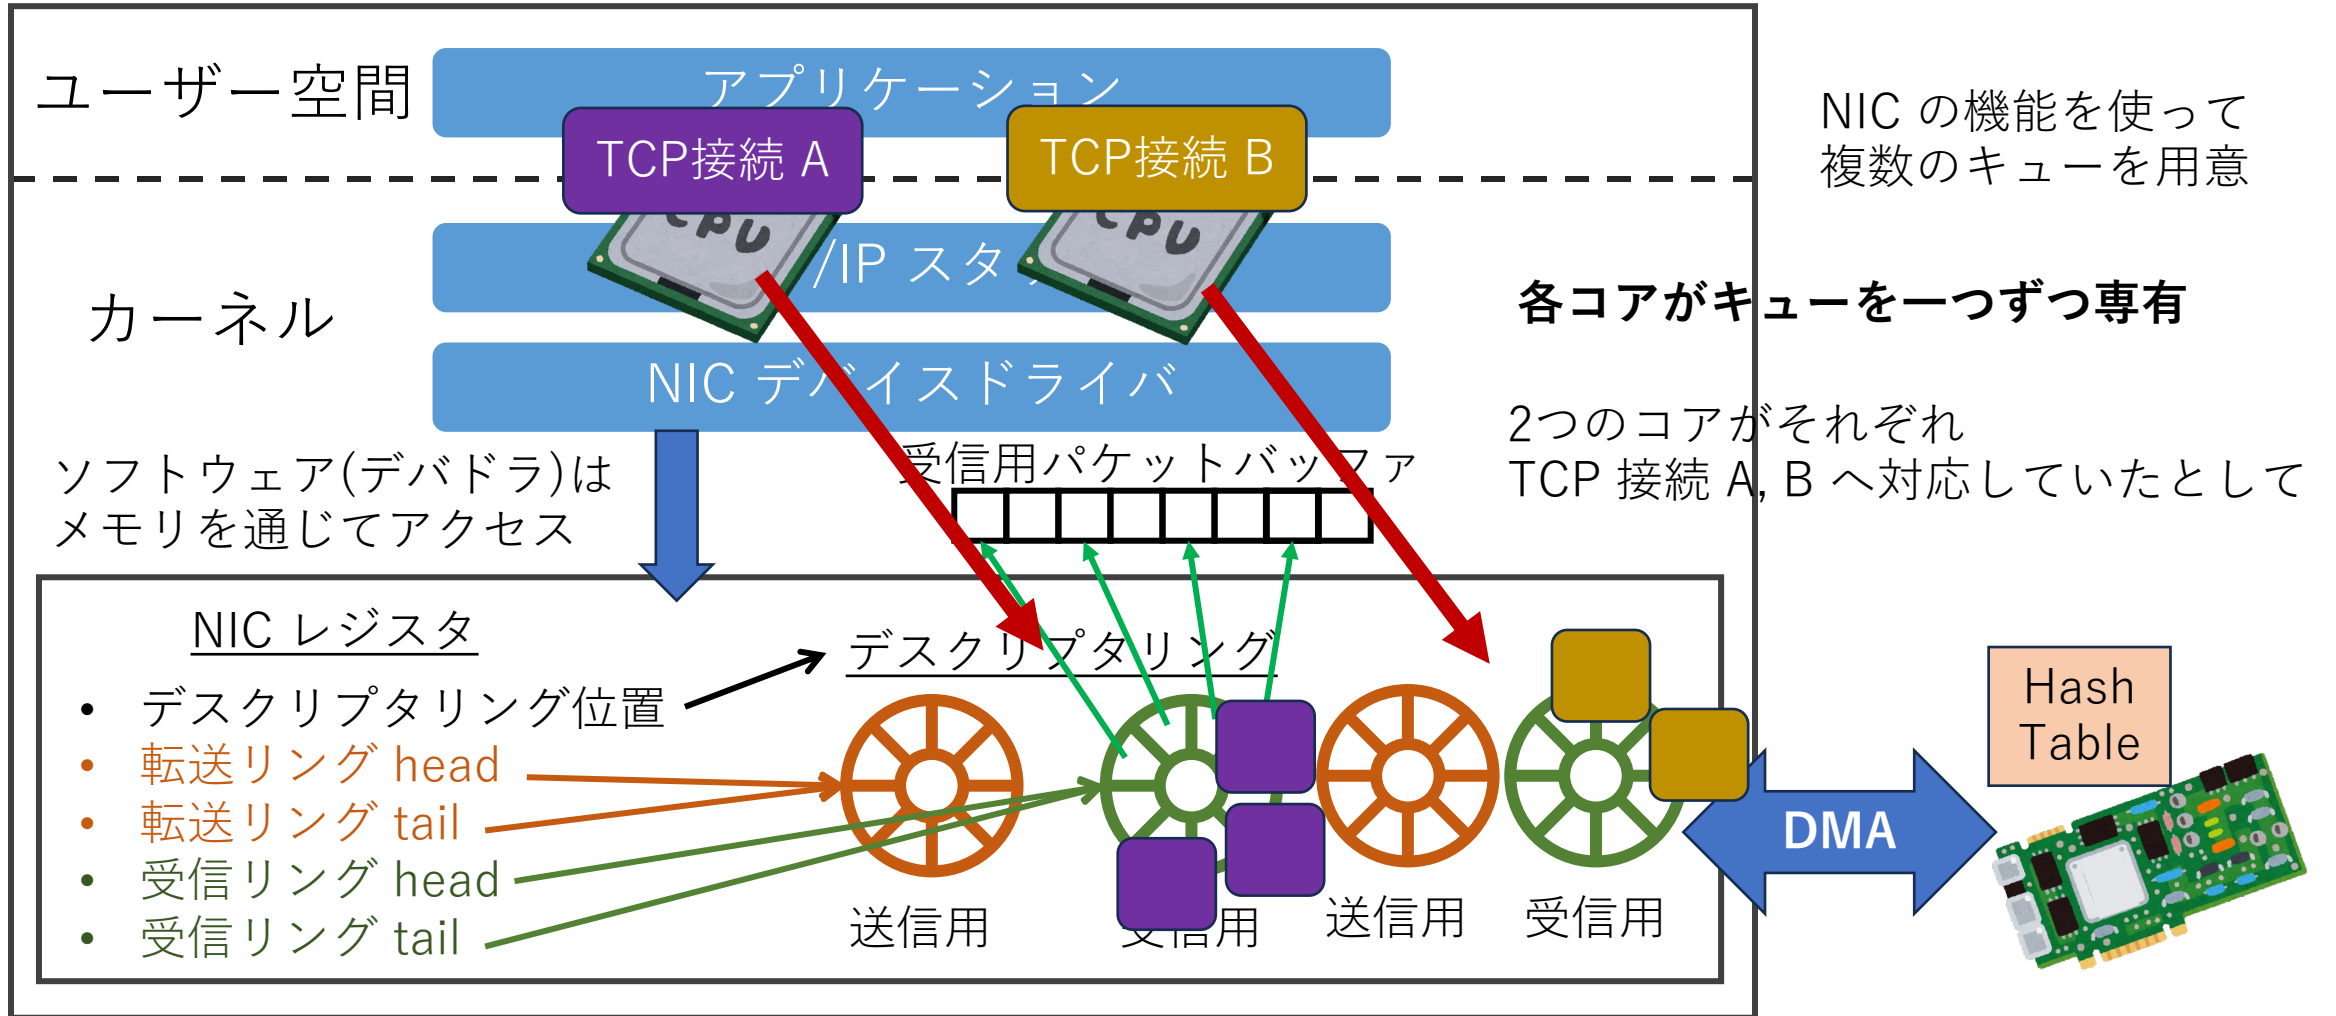 ユーザー空間
アプリケーション
TCP接続 A
TCP接続 B
NIC の機能を使って
複数のキューを用意
CPU
/IP スタ
CPU
カーネル
各コアがキューを一つずつ専有
NIC デバイスドライバ
2つのコアがそれぞれ
TCP 接続 A, B へ対応していたとして
ソフトウェア(デバドラ)は
メモリを通じてアクセス
受信用パケットバッファ
NIC レジスタ
デスクリプタリング
• デスクリプタリング位置
• 転送リング head
• 転送リング tail
• 受信リング head
• 受信リング tail
送信用
受信用
送信用
受信用
DMA
Hash
Table